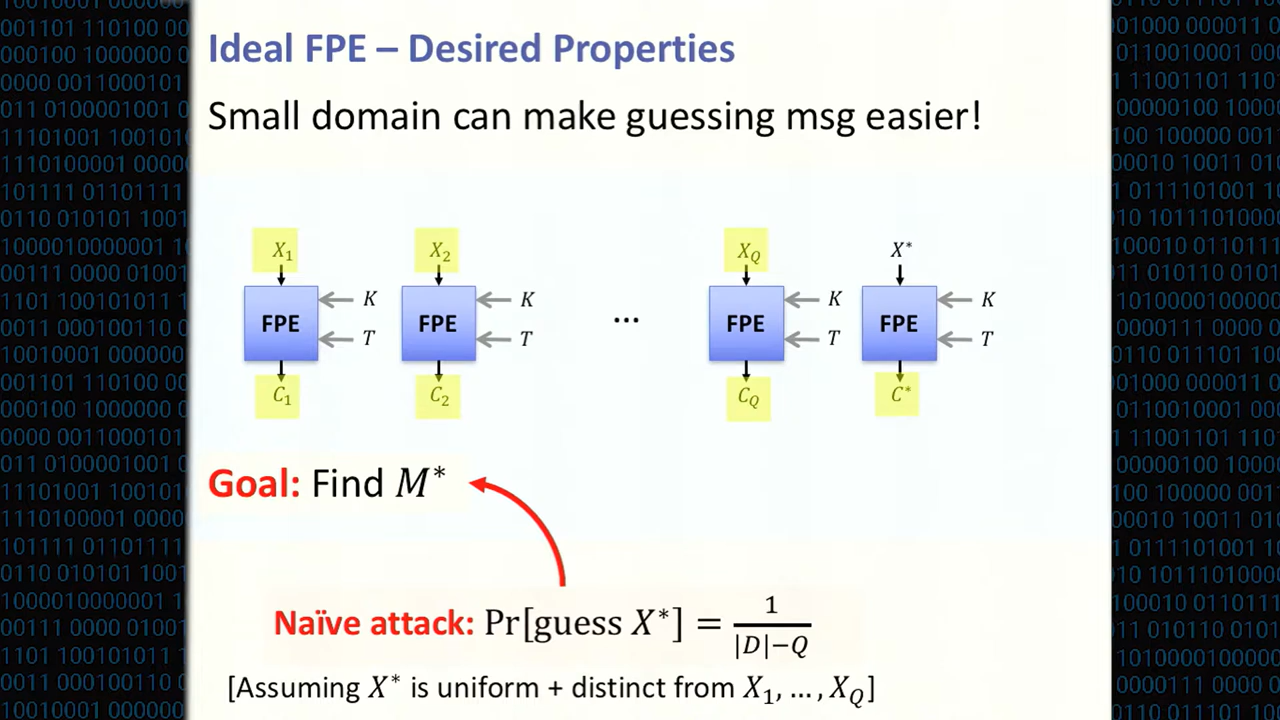 Ideal FPE – Desired Properties
Small domain can make guessing msg easier!
X₁ X₂ X_Q X*
FPE K T FPE K T ... FPE K T FPE K T
C₁ C₂ C_Q C*
Goal: Find M*
Naïve attack: Pr[guess X*] = 1/(|D|−Q)
[Assuming X* is uniform + distinct from X₁, …, X_Q]